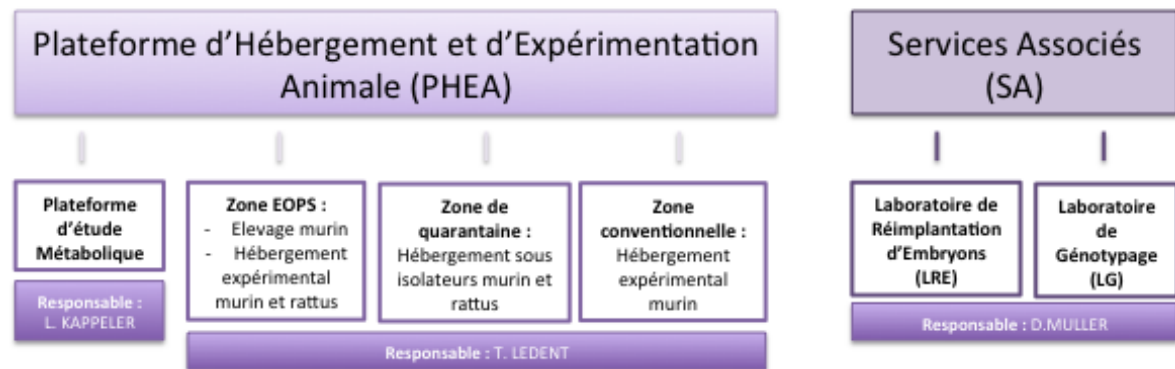 Plateforme d'Hébergement et d'Expérimentation
Animale (PHEA)
Plateforme
d'étude
Métabolique
Responsable :
L. KAPPELER
Zone EOPS :
- Elevage murin
- Hébergement
expérimental
murin et rattus
Zone de
quarantaine :
Hébergement sous
isolateurs murin et
rattus
Zone
conventionnelle :
Hébergement
expérimental
murin
Responsable : T. LEDENT
Services Associés
(SA)
Laboratoire de
Réimplantation
d'Embryons
(LRE)
Laboratoire
de
Génotypage
(LG)
Responsable : D.MULLER